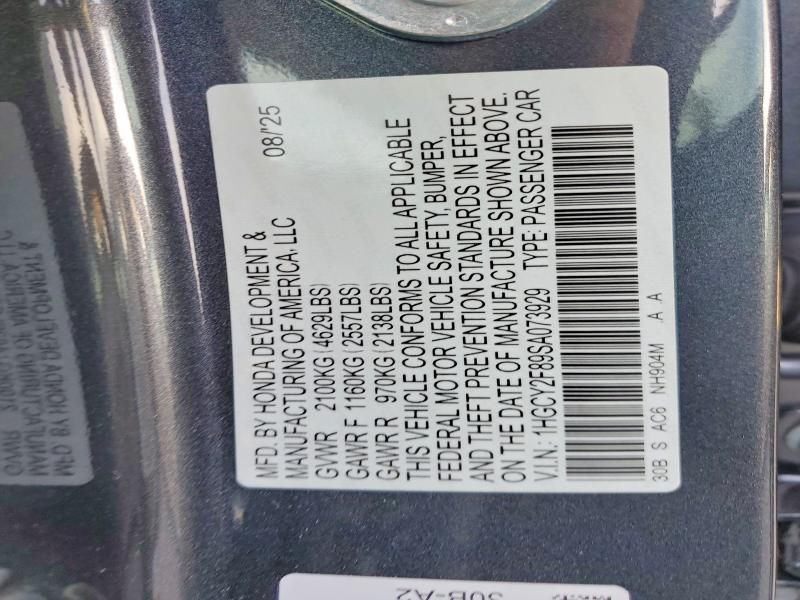 MFD. BY HONDA DEVELOPMENT & 08/'25
MANUFACTURING OF AMERICA, LLC
GVWR 2100KG (4629LBS)
GAWR F 1160KG (2557LBS)
GAWR R 970KG (2138LBS)
THIS VEHICLE CONFORMS TO ALL APPLICABLE
FEDERAL MOTOR VEHICLE SAFETY, BUMPER,
AND THEFT PREVENTION STANDARDS IN EFFECT
ON THE DATE OF MANUFACTURE SHOWN ABOVE.
V.I.N.: 1HGCY2F89SA073929 TYPE: PASSENGER CAR
30B S AC6 NH904M A A
30B-A2